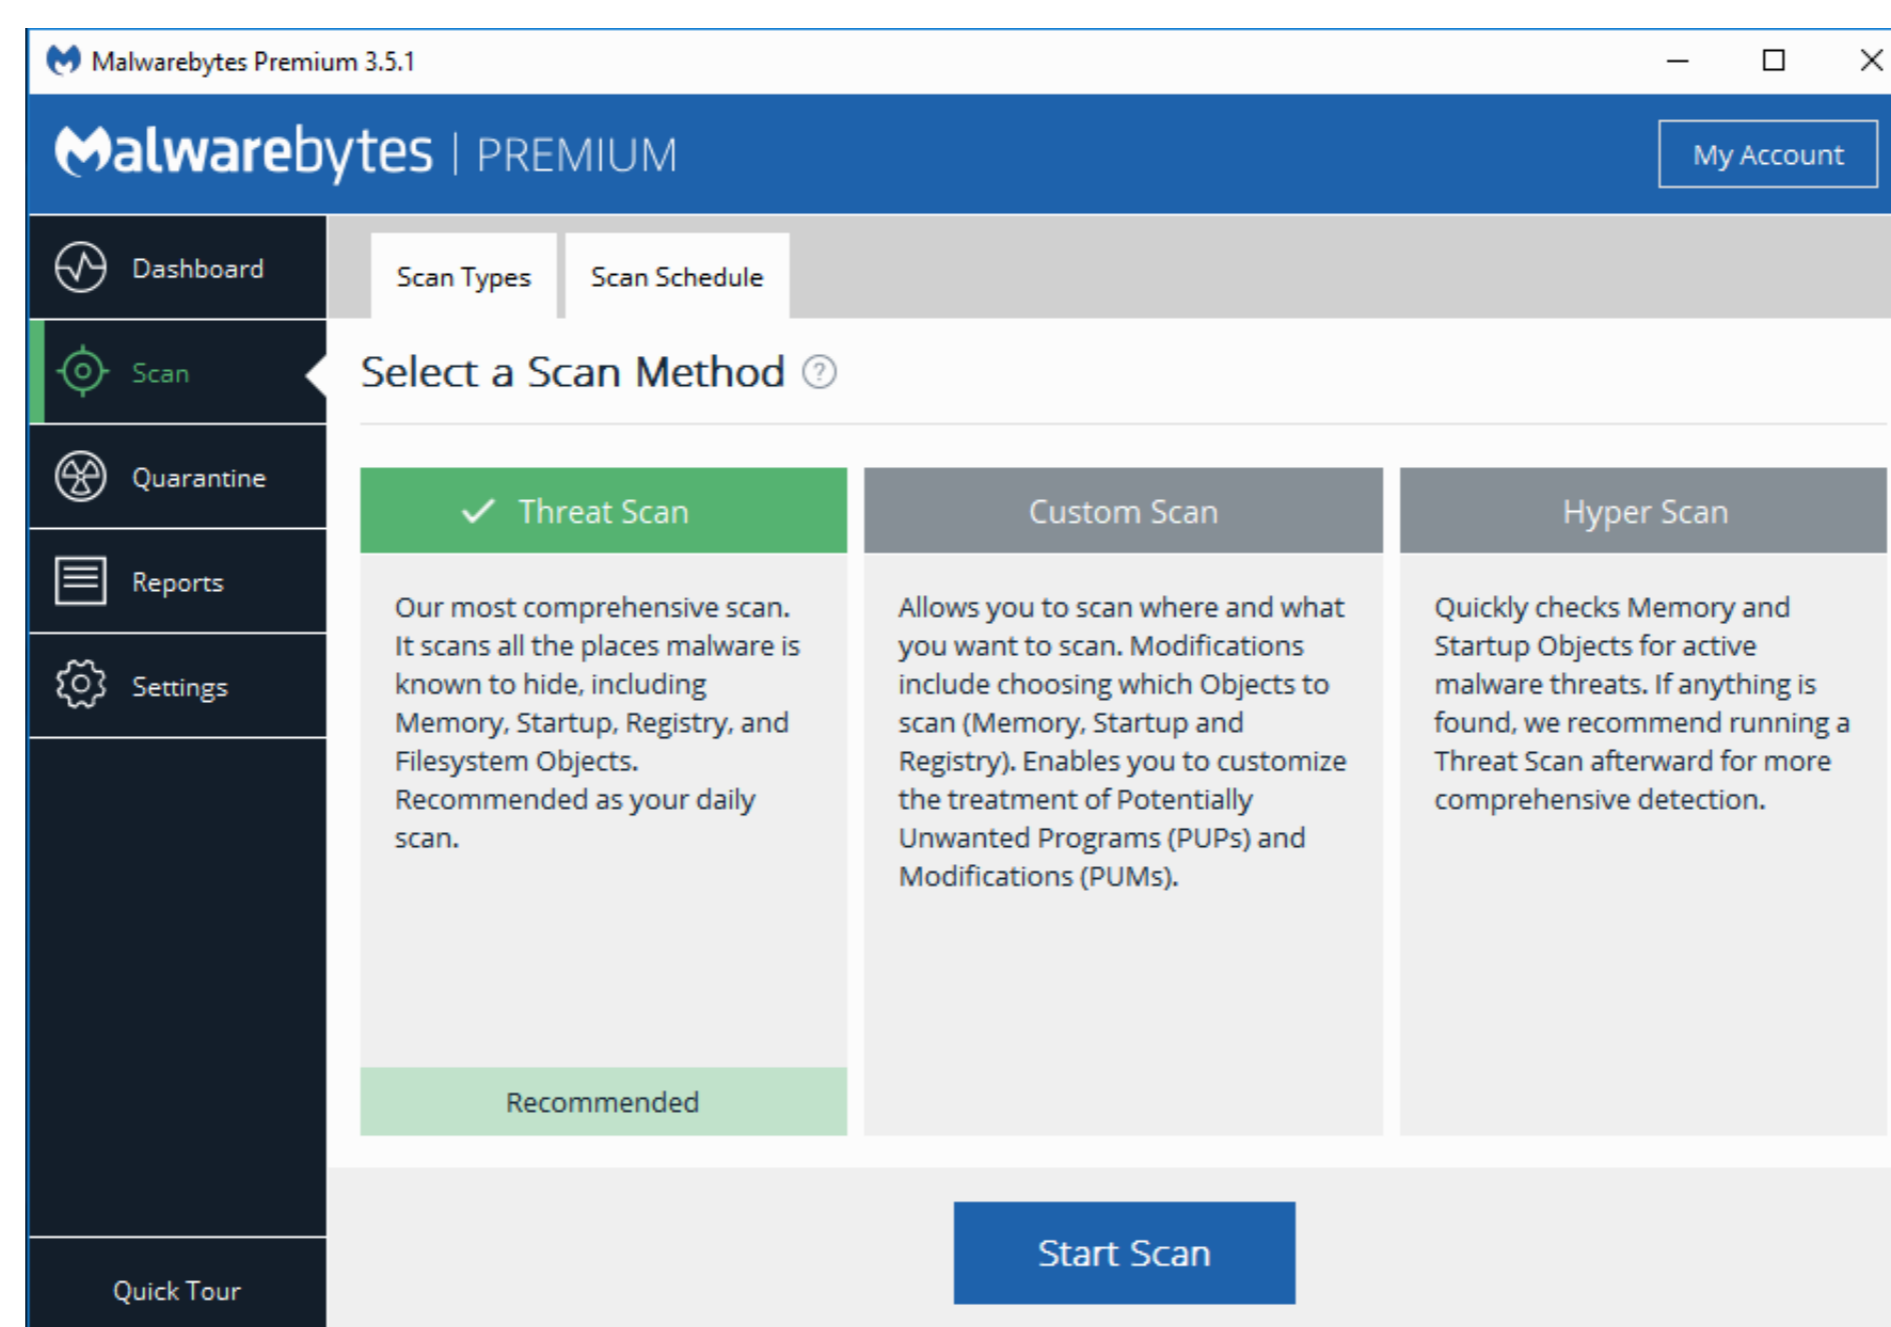 Malwarebytes Premium 3.5.1
Malwarebytes | PREMIUM
My Account
Dashboard
Scan
Quarantine
Reports
Settings
Quick Tour
Scan Types
Scan Schedule
Select a Scan Method ?
Threat Scan
Our most comprehensive scan.
It scans all the places malware is
known to hide, including
Memory, Startup, Registry, and
Filesystem Objects.
Recommended as your daily
scan.
Recommended
Custom Scan
Allows you to scan where and what
you want to scan. Modifications
include choosing which Objects to
scan (Memory, Startup and
Registry). Enables you to customize
the treatment of Potentially
Unwanted Programs (PUPs) and
Modifications (PUMs).
Hyper Scan
Quickly checks Memory and
Startup Objects for active
malware threats. If anything is
found, we recommend running a
Threat Scan afterward for more
comprehensive detection.
Start Scan